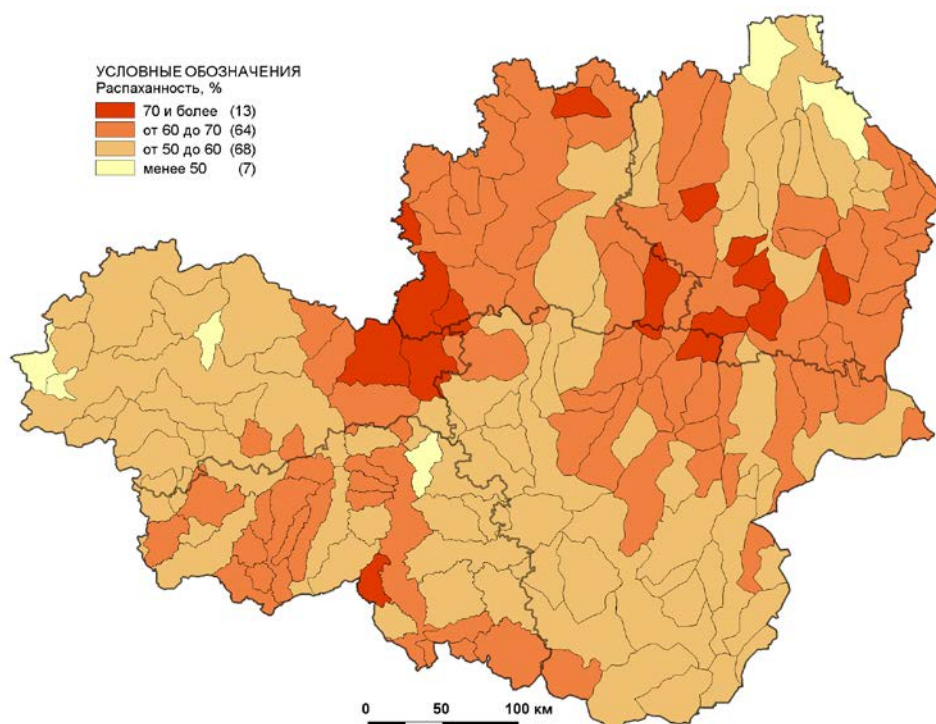 УСЛОВНЫЕ ОБОЗНАЧЕНИЯ
Распаханность, %
70 и более (13)
от 60 до 70 (64)
от 50 до 60 (68)
менее 50 (7)
0 50 100 км